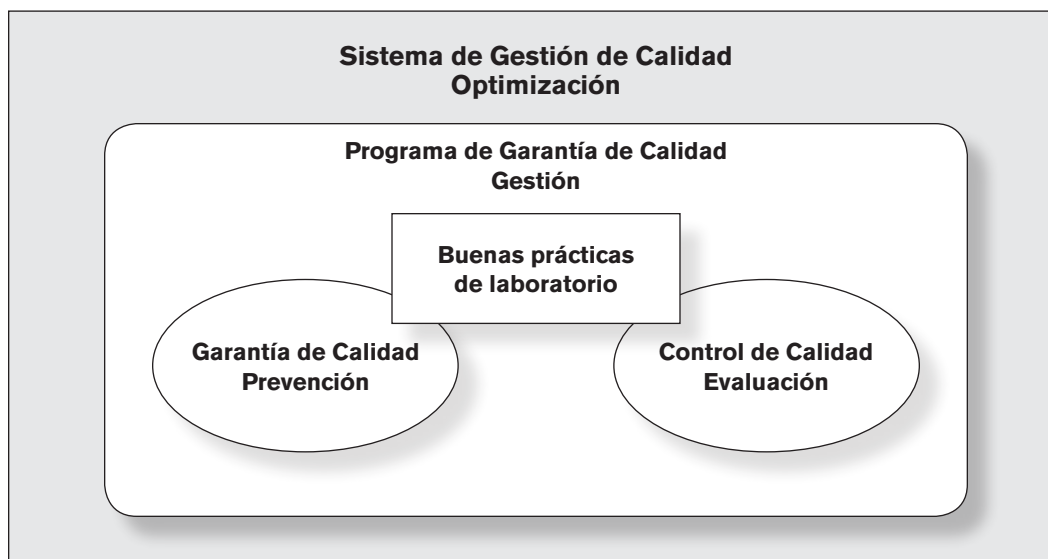 Sistema de Gestión de Calidad
Optimización
Programa de Garantía de Calidad
Gestión
Buenas prácticas
de laboratorio
Garantía de Calidad
Prevención
Control de Calidad
Evaluación